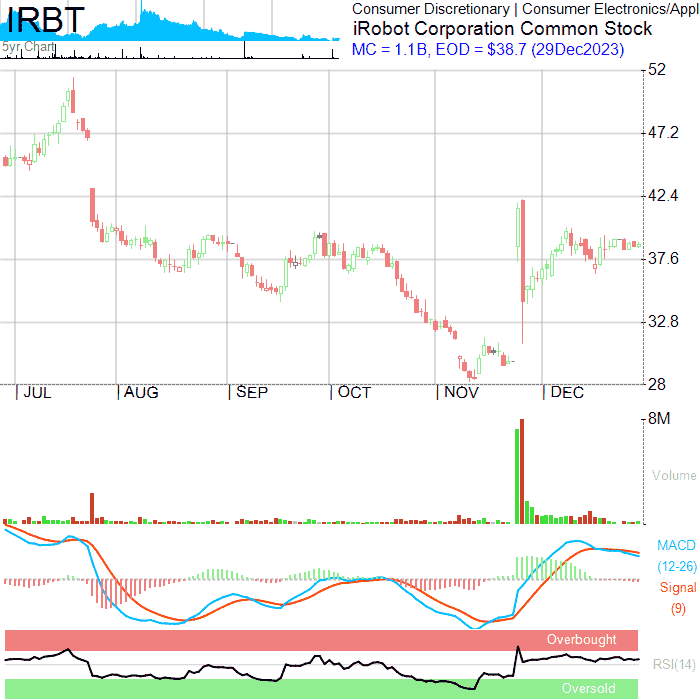 IRBT
5yr. Chart
Consumer Discretionary | Consumer Electronics/Appl
iRobot Corporation Common Stock
MC = 1.1B, EOD = $38.7 (29Dec2023)
52
47.2
42.4
37.6
32.8
28
JUL AUG SEP OCT NOV DEC
8M
Volume
MACD
(12-26)
Signal
(9)
Overbought
RSI(14)
Oversold